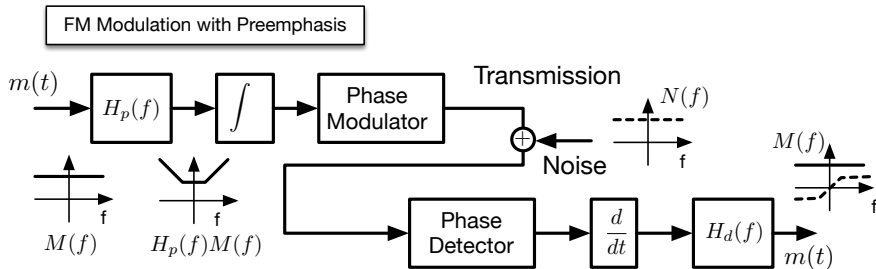 FM Modulation with Preemphasis
m(t)
H_p(f)
∫
Phase
Modulator
Transmission
N(f)
+
Noise
f
M(f)
f
M(f)
f
H_p(f)M(f)
f
Phase
Detector
d
dt
H_d(f)
m(t)